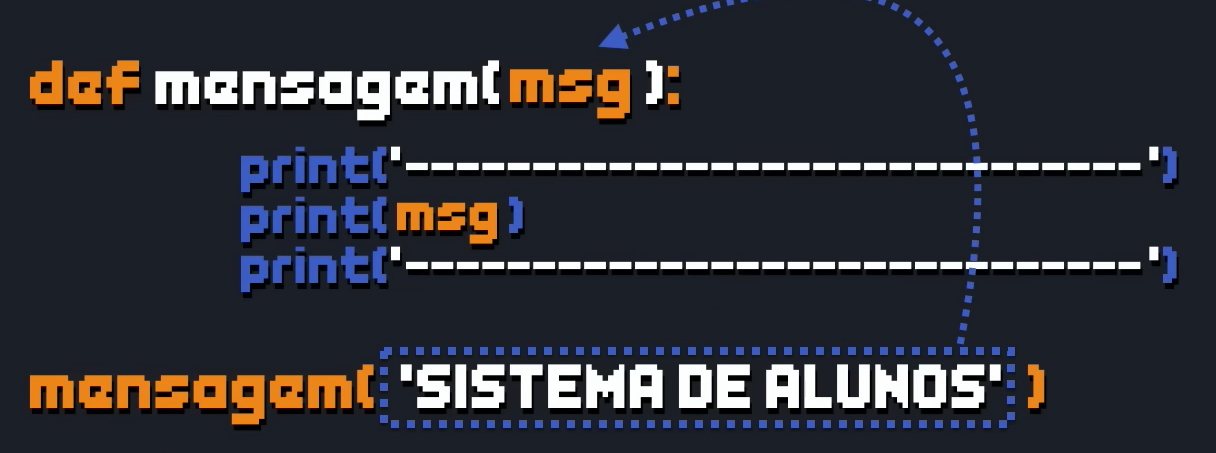 def mensagem(msg):
print('-----------------------------')
print(msg)
print('-----------------------------')
mensagem('SISTEMA DE ALUNOS')